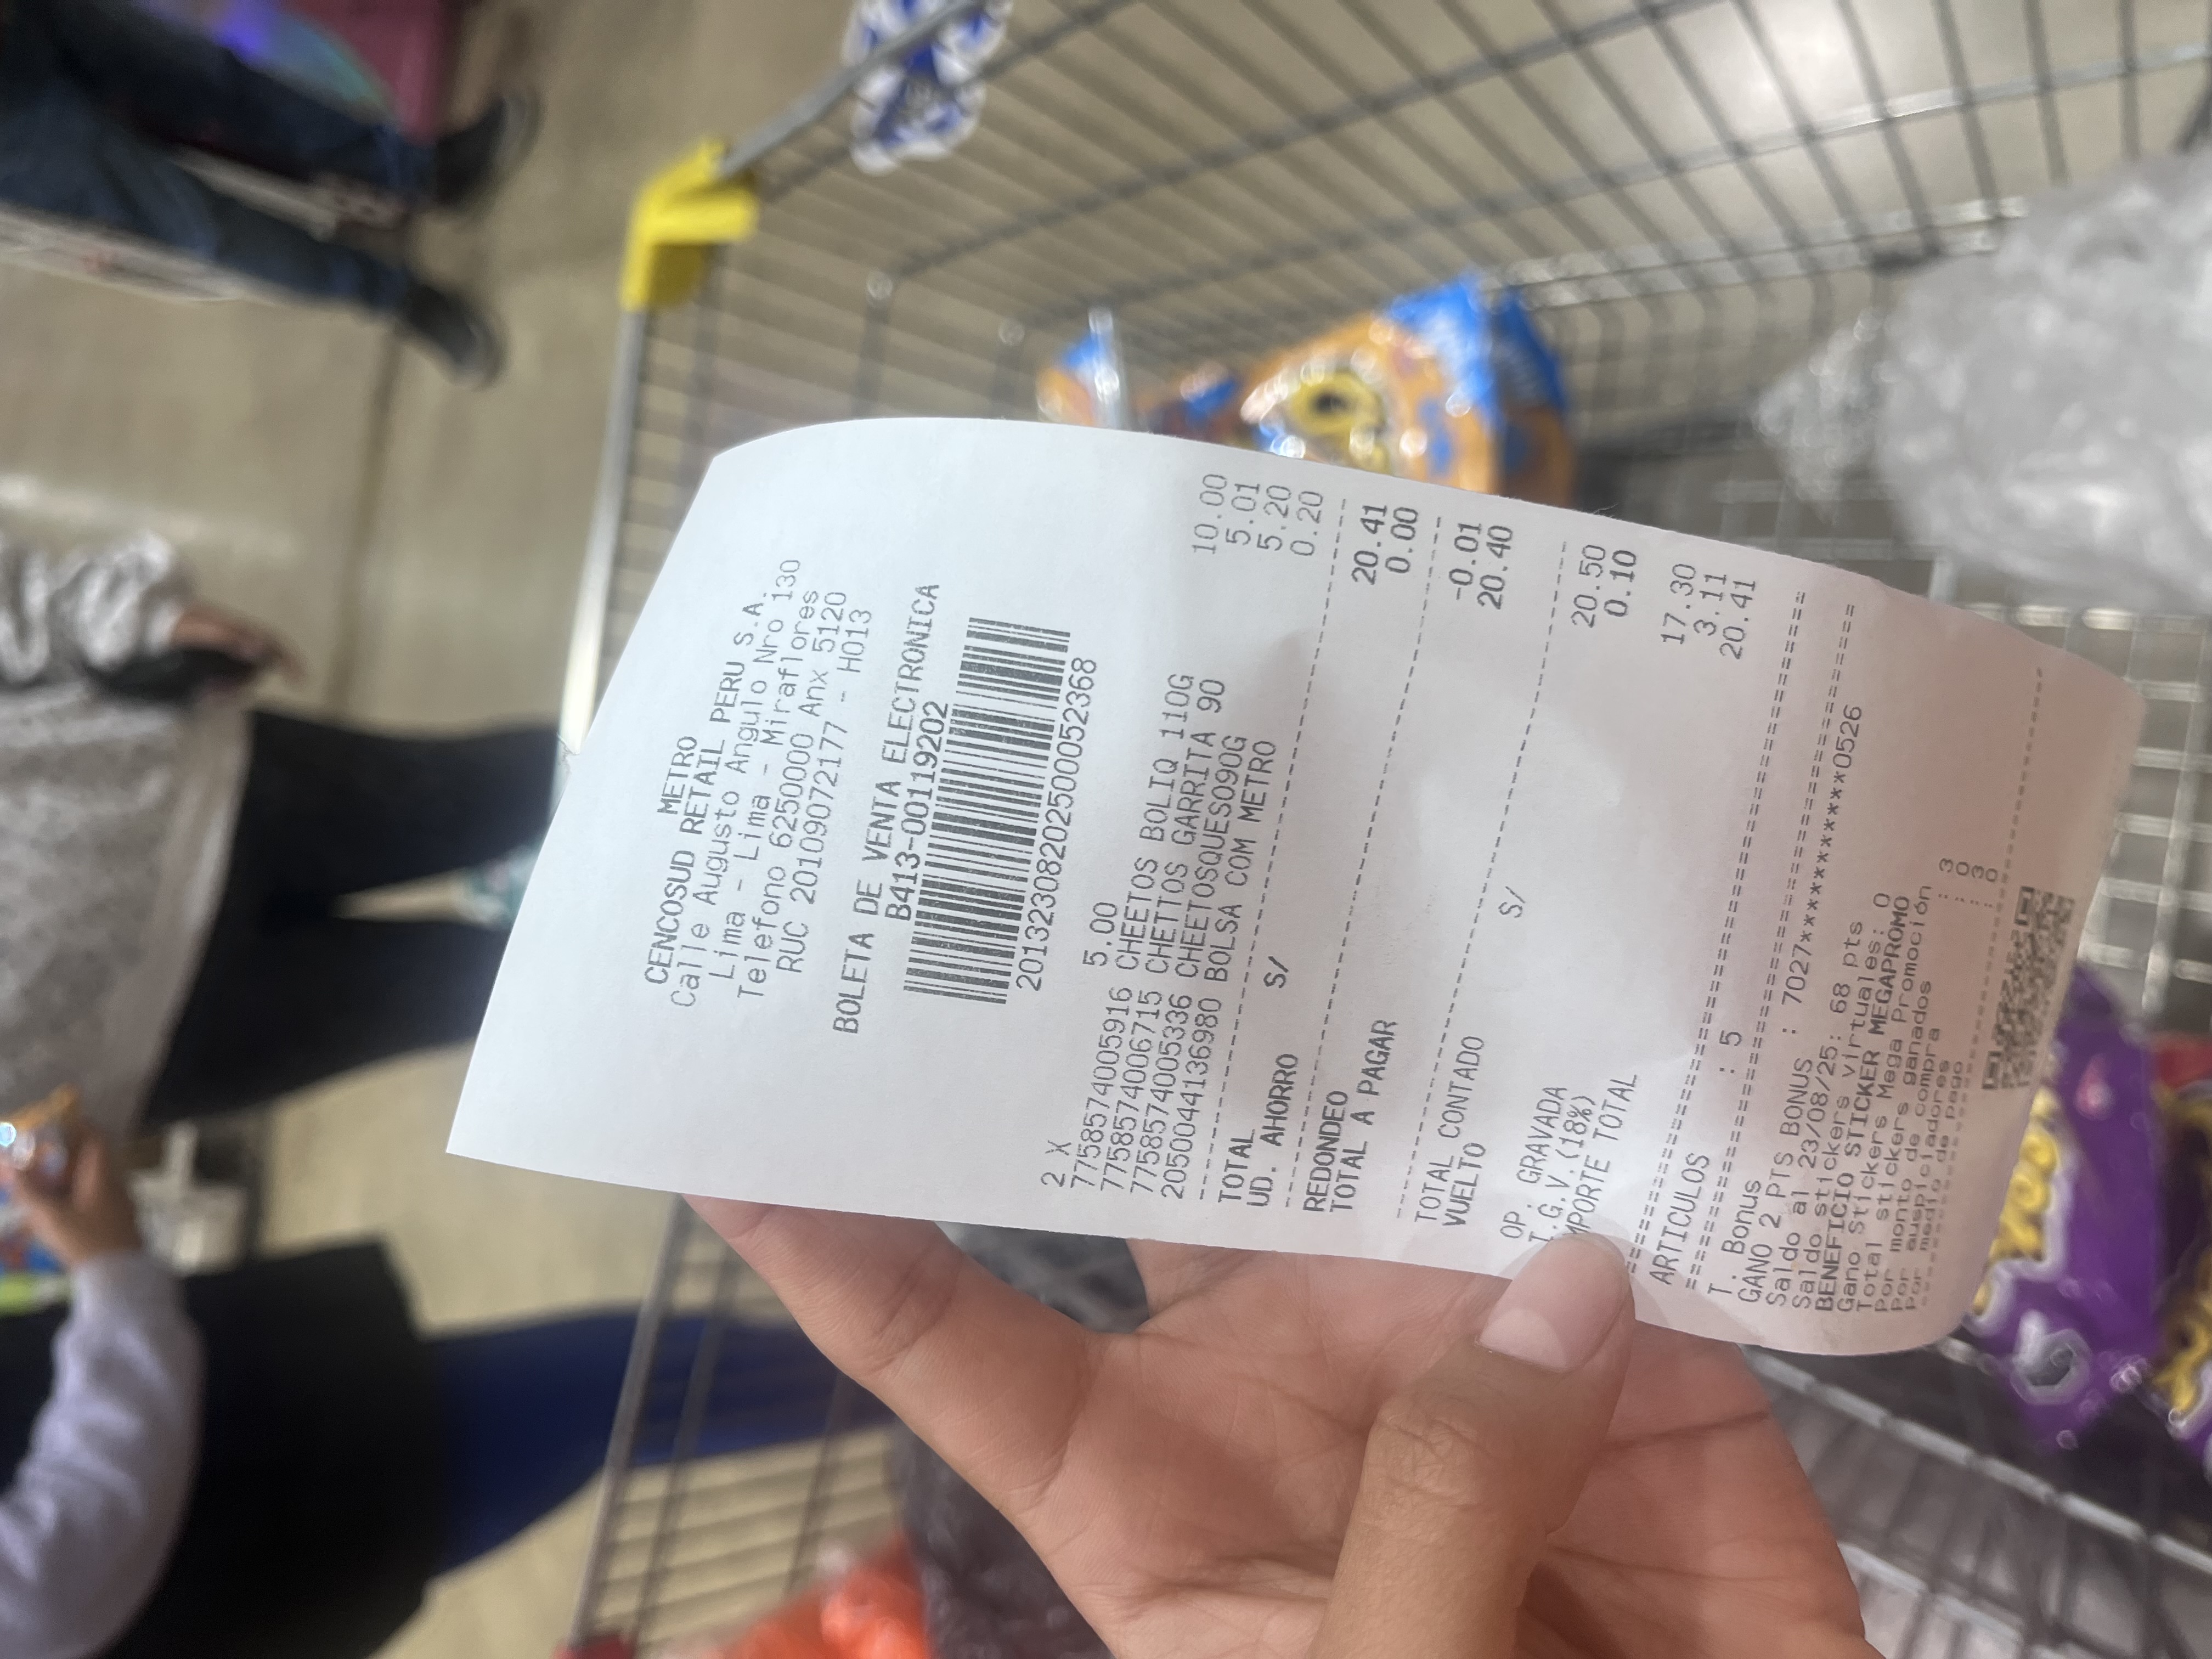 METRO
CENCOSUD RETAIL PERU S.A.
Calle Augusto Angulo Nro 130
Lima - Lima - Miraflores
Telefono 6250000 Anx 5120
RUC 20109072177 - H013
BOLETA DE VENTA ELECTRONICA
B413-00119202
20132308202500052368
2 X 5.00
7758574005916 CHEETOS BOLIQ 110G 10.00
7758574006715 CHETTOS GARRITA 90 5.01
7758574005336 CHEETOSQUESO90G 5.20
2050044136980 BOLSA COM METRO 0.20
TOTAL S/ 20.41
UD. AHORRO 0.00
REDONDEO -0.01
TOTAL A PAGAR 20.40
TOTAL CONTADO S/ 20.50
VUELTO 0.10
OP. GRAVADA 17.30
I.G.V.(18%) 3.11
MPORTE TOTAL 20.41
ARTICULOS : 5
T. Bonus : 7027***********0526
GANO 2 PTS BONUS
Saldo al 23/08/25: 68 pts
Saldo stickers virtuales: 0
BENEFICIO STICKER MEGAPROMO
Gano Stickers Mega Promoción
Total stickers ganados : 3
Por monto de compra : 0
Por auspiciadores : 3
Por medio de pago : 0